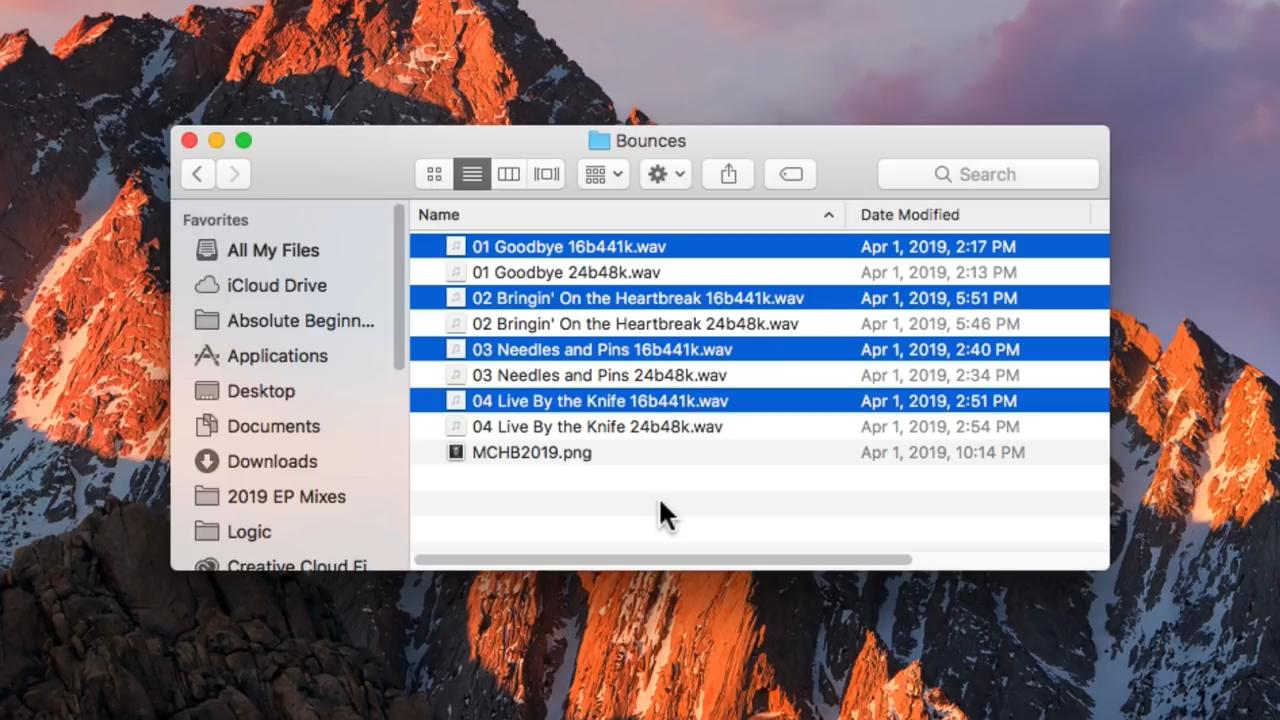 Bounces
Search
Favorites
All My Files
iCloud Drive
Absolute Beginn...
Applications
Desktop
Documents
Downloads
2019 EP Mixes
Logic
Creative Cloud Fi
Name Date Modified
01 Goodbye 16b441k.wav Apr 1, 2019, 2:17 PM
01 Goodbye 24b48k.wav Apr 1, 2019, 2:13 PM
02 Bringin' On the Heartbreak 16b441k.wav Apr 1, 2019, 5:51 PM
02 Bringin' On the Heartbreak 24b48k.wav Apr 1, 2019, 5:46 PM
03 Needles and Pins 16b441k.wav Apr 1, 2019, 2:40 PM
03 Needles and Pins 24b48k.wav Apr 1, 2019, 2:34 PM
04 Live By the Knife 16b441k.wav Apr 1, 2019, 2:51 PM
04 Live By the Knife 24b48k.wav Apr 1, 2019, 2:54 PM
MCHB2019.png Apr 1, 2019, 10:14 PM